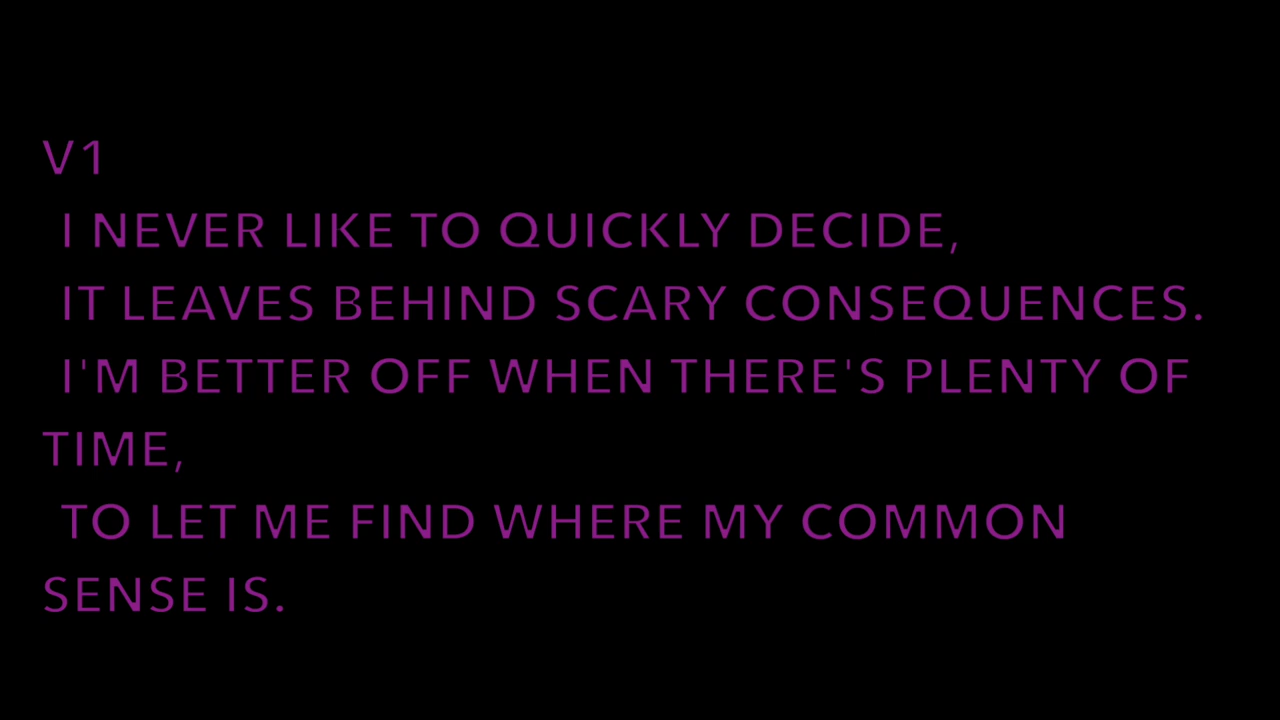 V1
I NEVER LIKE TO QUICKLY DECIDE,
IT LEAVES BEHIND SCARY CONSEQUENCES.
I'M BETTER OFF WHEN THERE'S PLENTY OF
TIME,
TO LET ME FIND WHERE MY COMMON
SENSE IS.